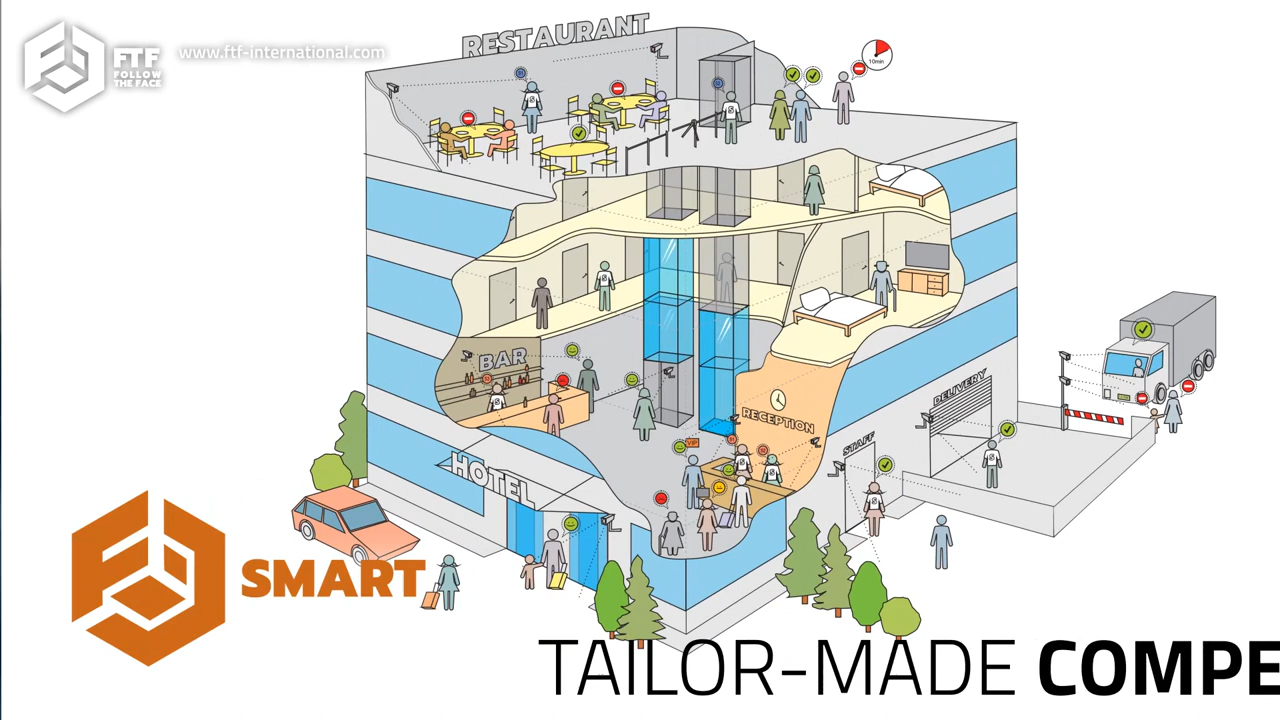 FTF
FOLLOW
THE FACE
www.ftf-international.com
RESTAURANT
10min
BAR
RECEPTION
VIP
DELIVERY
STAFF
HOTEL
SMART
TAILOR-MADE COMPE